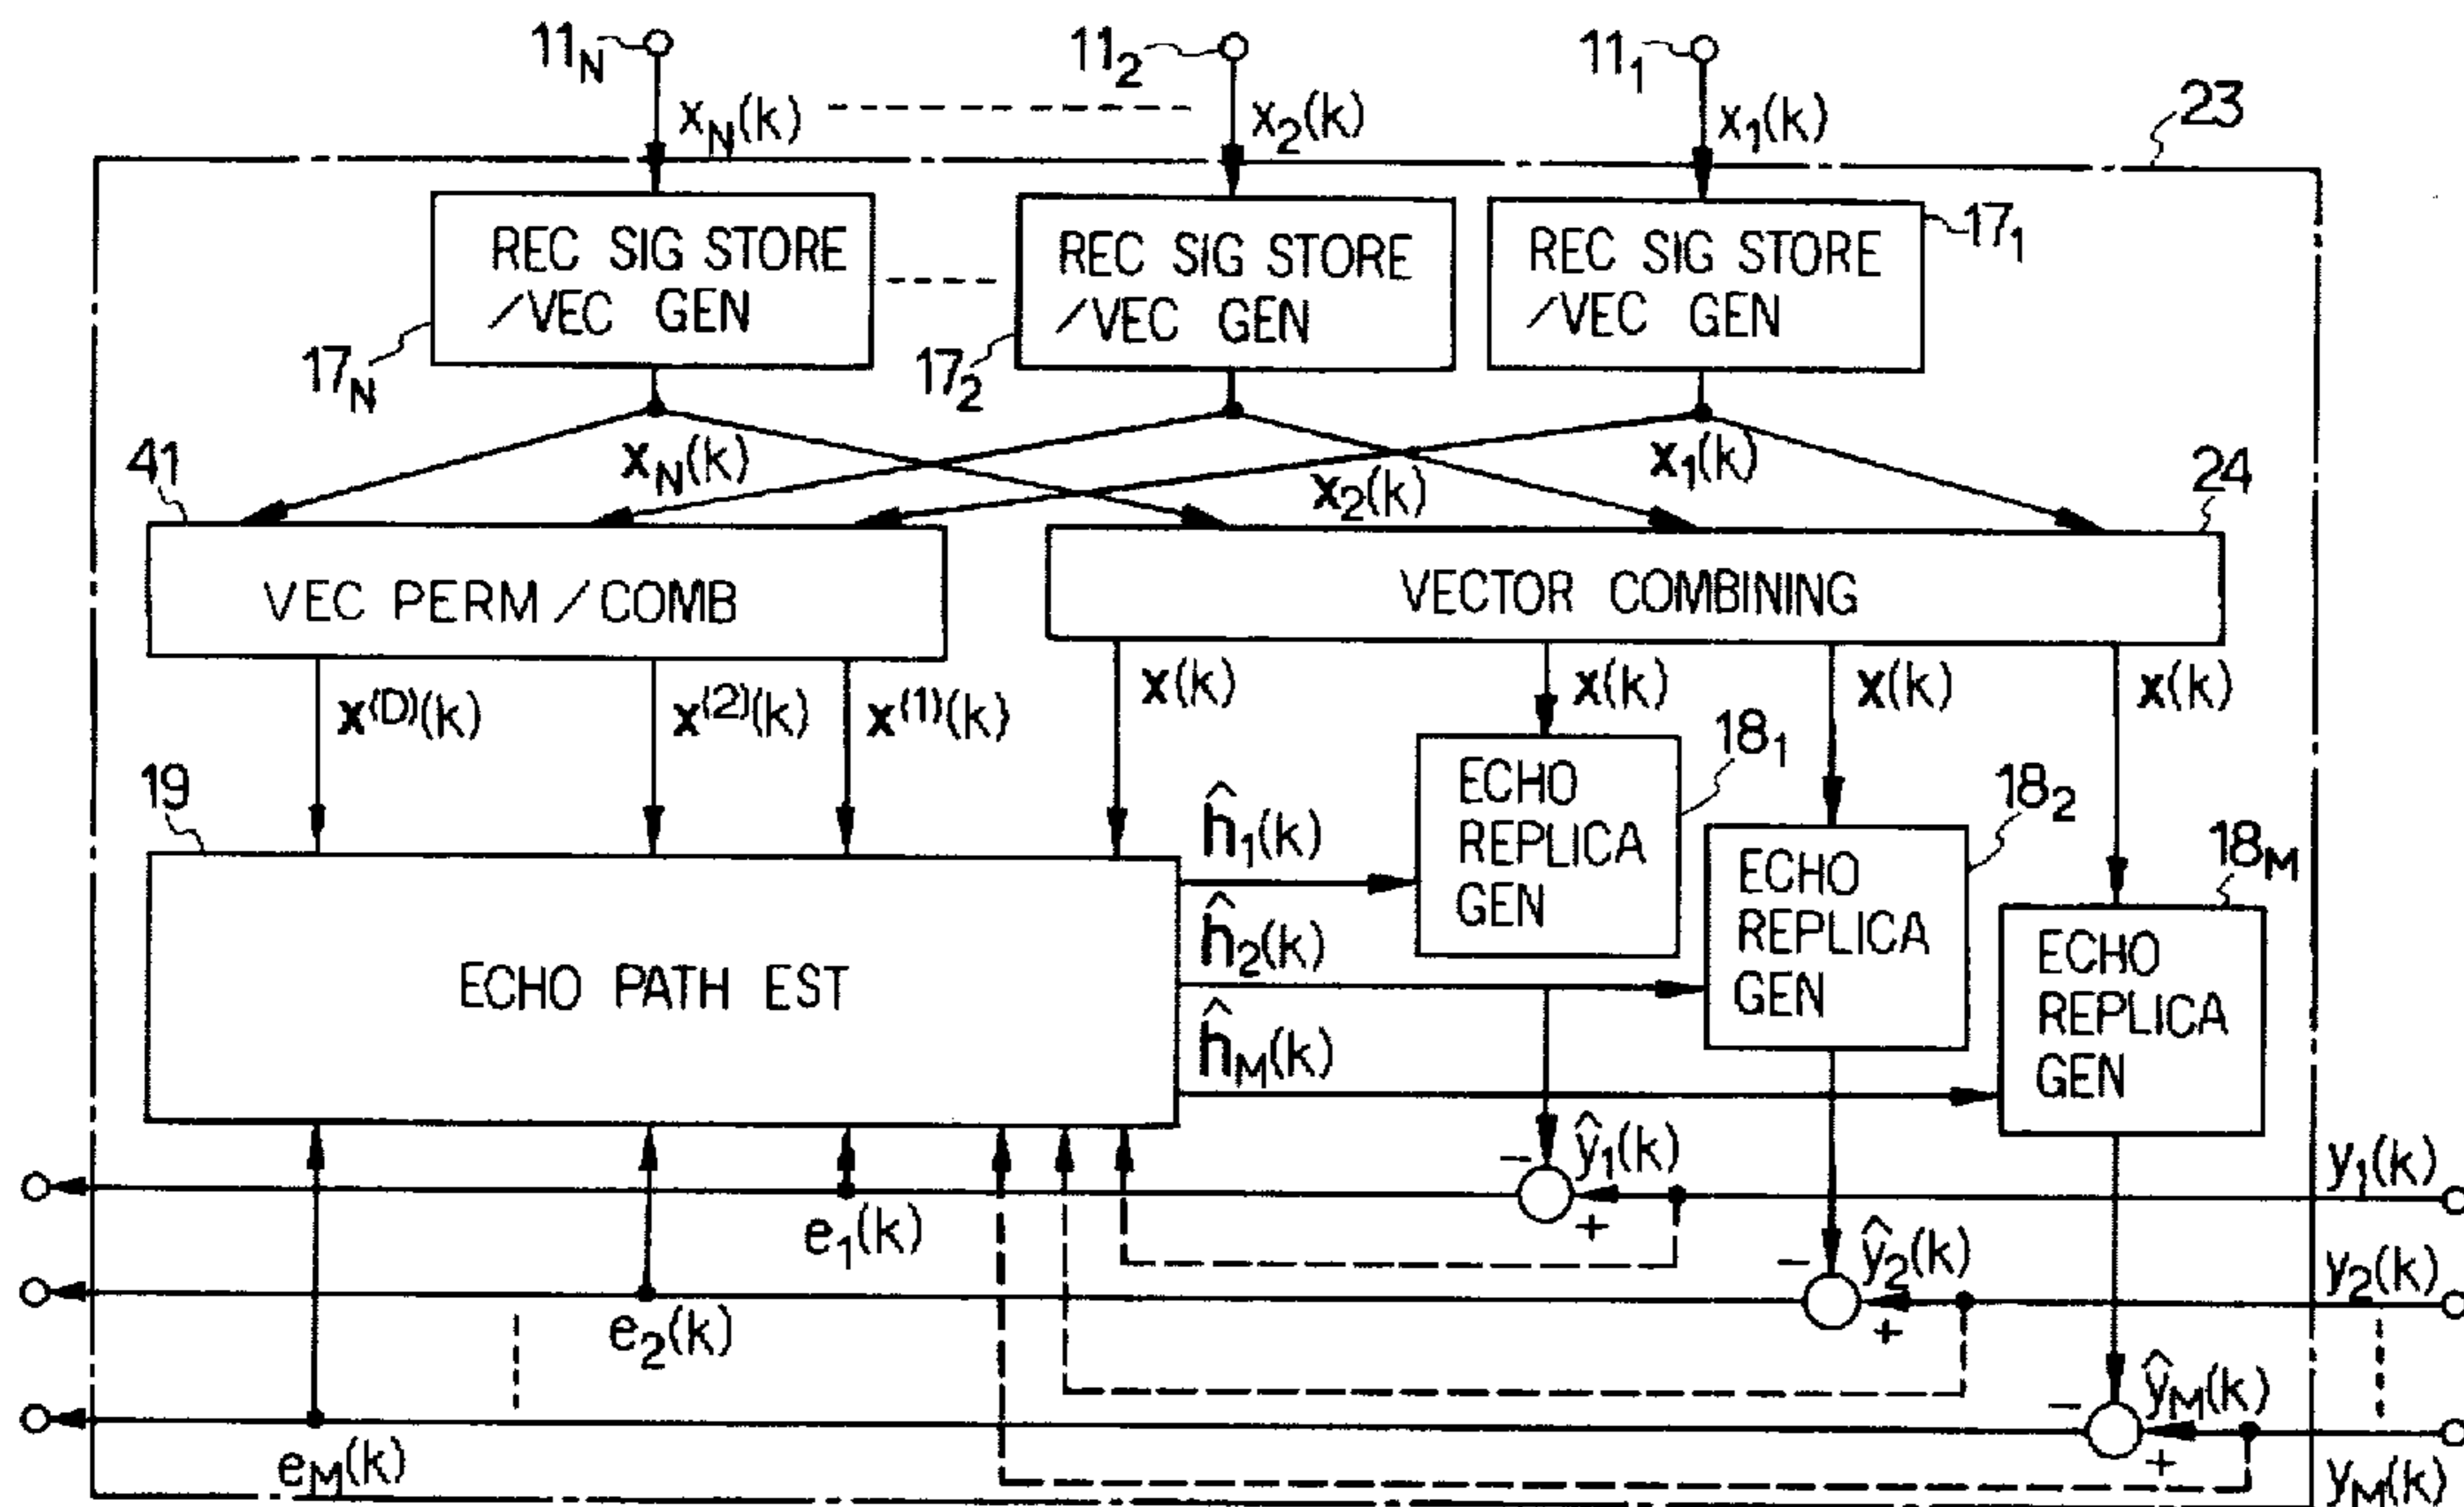 11N 112 111
xN(k) x2(k) x1(k) 23
REC SIG STORE
/VEC GEN
REC SIG STORE
/VEC GEN
REC SIG STORE
/VEC GEN
17N 172 171
xN(k) x2(k) x1(k)
41 24
VEC PERM/COMB
VECTOR COMBINING
x(D)(k) x(2)(k) x(1)(k) x(k) x(k) x(k) x(k)
19 181 182 18M
ECHO PATH EST
ĥ1(k)
ĥ2(k)
ĥM(k)
ECHO
REPLICA
GEN
ECHO
REPLICA
GEN
ECHO
REPLICA
GEN
− ŷ1(k) + y1(k)
e1(k)
− ŷ2(k) + y2(k)
e2(k)
− ŷM(k) + yM(k)
eM(k)